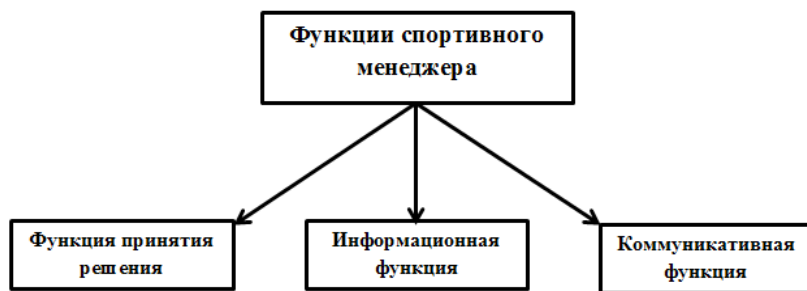 Функции спортивного
менеджера
Функция принятия
решения
Информационная
функция
Коммуникативная
функция